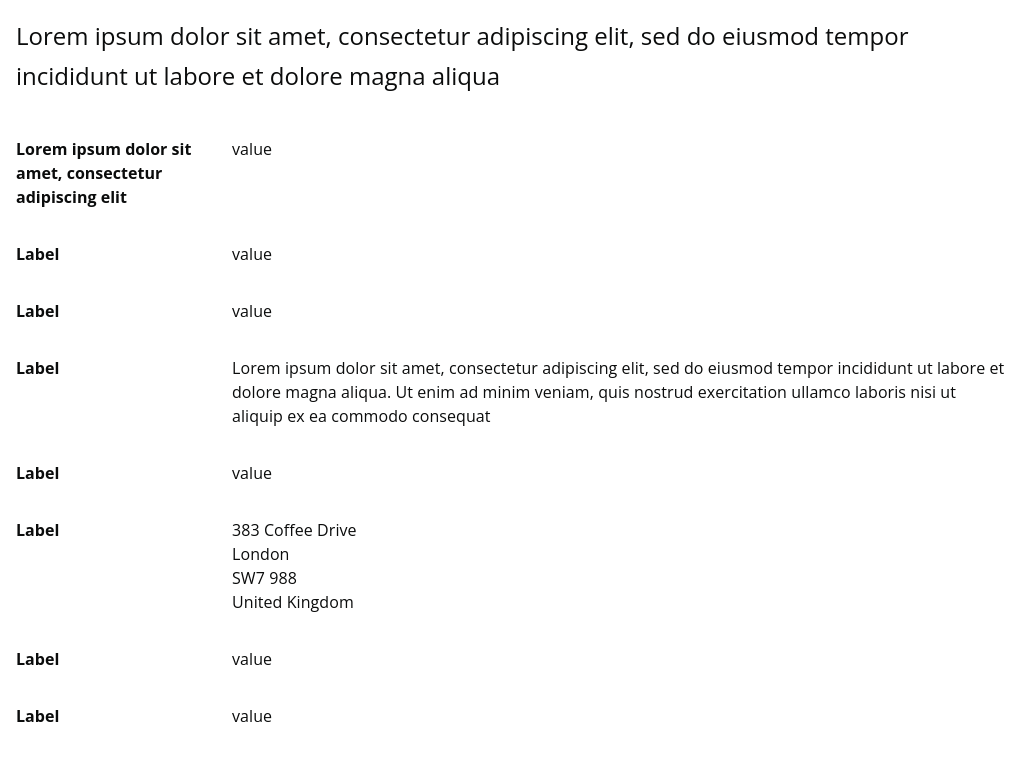 Lorem ipsum dolor sit amet, consectetur adipiscing elit, sed do eiusmod tempor
incididunt ut labore et dolore magna aliqua
Lorem ipsum dolor sit value
amet, consectetur
adipiscing elit
Label value
Label value
Label Lorem ipsum dolor sit amet, consectetur adipiscing elit, sed do eiusmod tempor incididunt ut labore et
dolore magna aliqua. Ut enim ad minim veniam, quis nostrud exercitation ullamco laboris nisi ut
aliquip ex ea commodo consequat
Label value
Label 383 Coffee Drive
London
SW7 988
United Kingdom
Label value
Label value